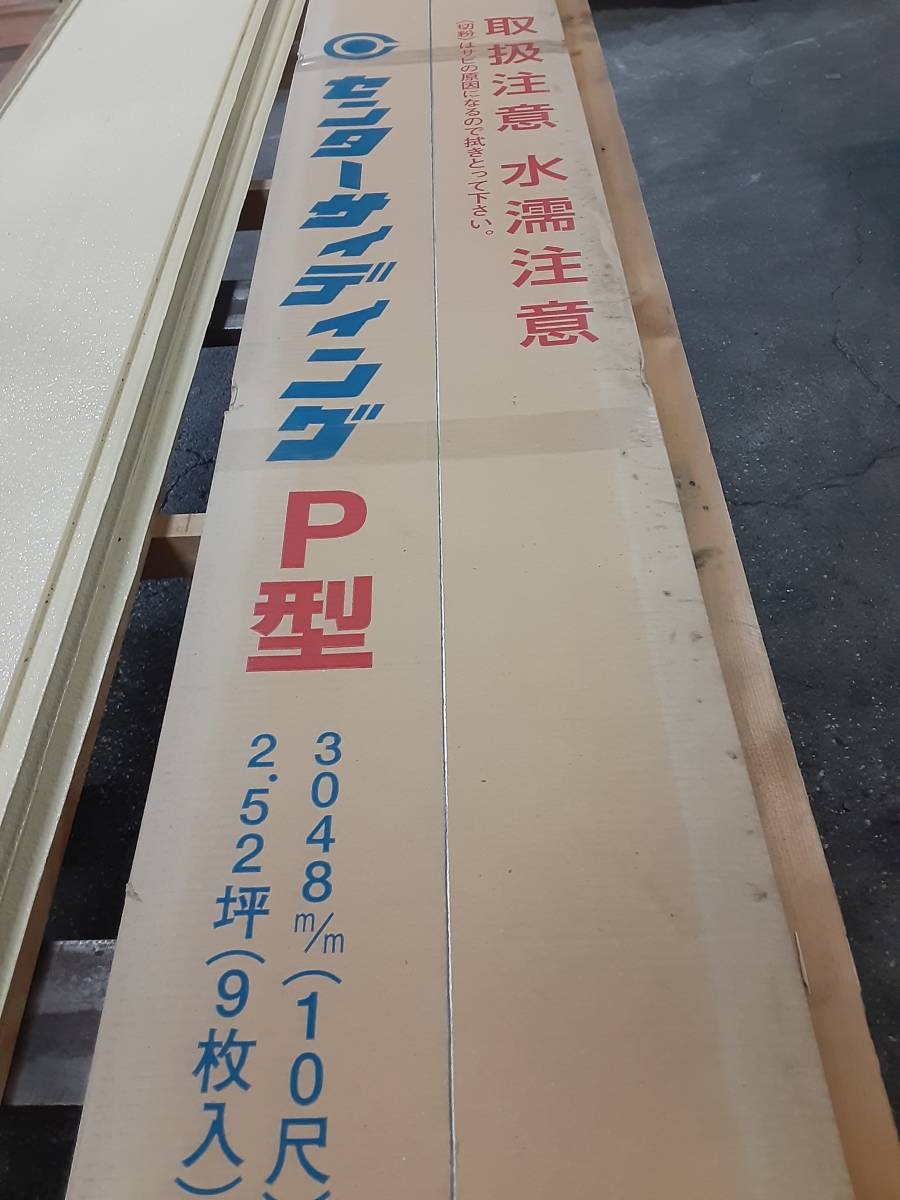 取扱注意 水濡注意
(切粉)はサビの原因になるので拭きとって下さい。
センターサイディング P型
3048m/m(10尺)
2.52坪(9枚入)